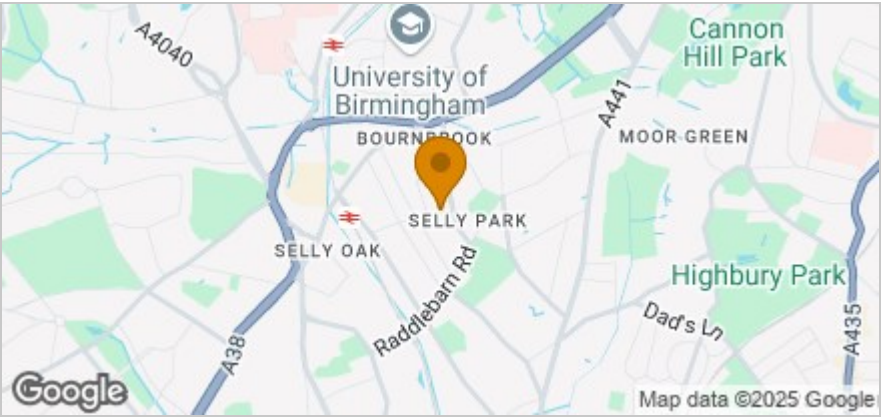 A4040
Cannon
Hill Park
University of
Birmingham
A441
BOURNBROOK
MOOR GREEN
SELLY PARK
SELLY OAK
Raddlebarn Rd
Highbury Park
Dad's Ln
A38
A435
Google
Map data ©2025 Google